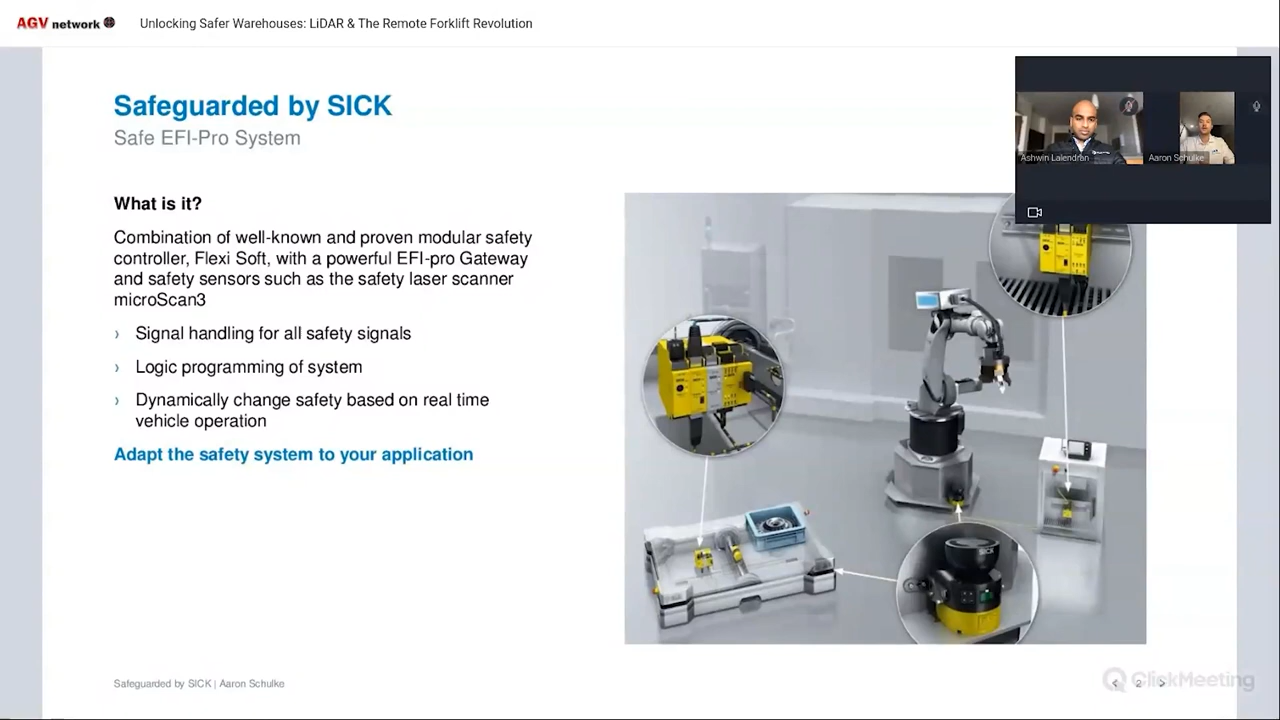 AGV network
Unlocking Safer Warehouses: LiDAR & The Remote Forklift Revolution
Safeguarded by SICK
Safe EFI-Pro System
Ashwin Lalendran
Aaron Schulke
What is it?
Combination of well-known and proven modular safety
controller, Flexi Soft, with a powerful EFI-pro Gateway
and safety sensors such as the safety laser scanner
microScan3
› Signal handling for all safety signals
› Logic programming of system
› Dynamically change safety based on real time
vehicle operation
Adapt the safety system to your application
SICK
Safeguarded by SICK | Aaron Schulke
< 2 >
ClickMeeting